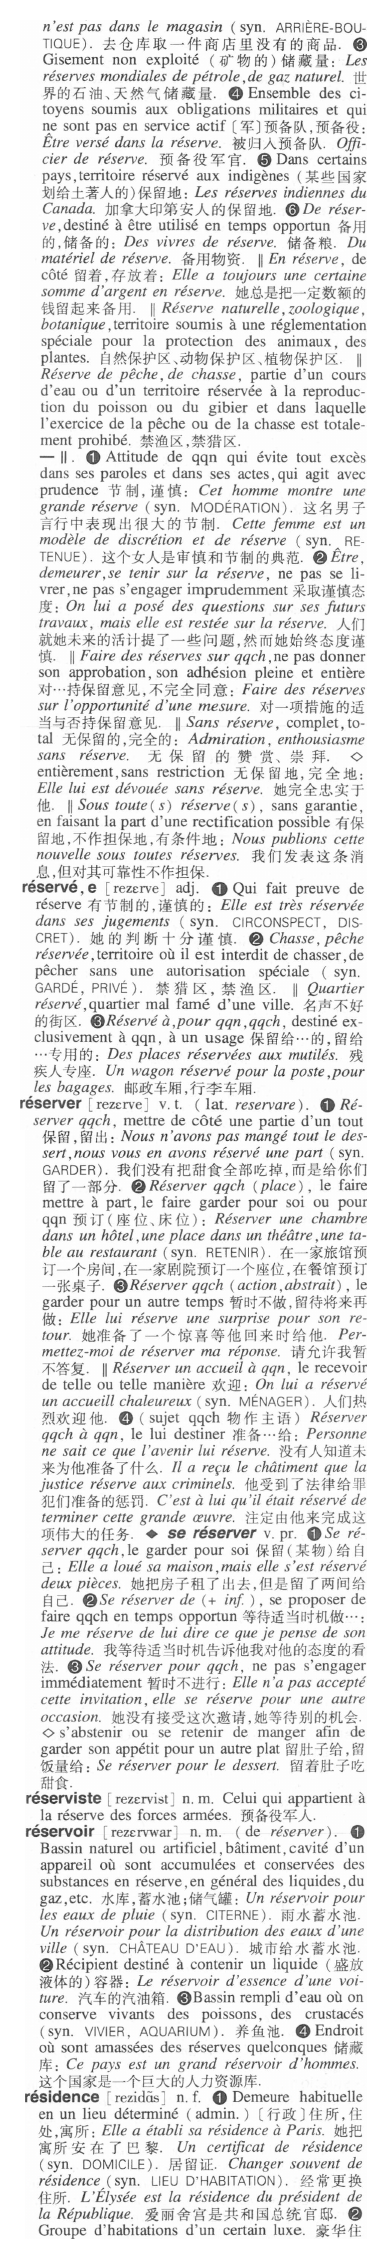 n'est pas dans le magasin (syn. ARRIÈRE-BOU-
TIQUE). 去仓库取一件商店里没有的商品. ❸
Gisement non exploité (矿物的)储藏量: Les
réserves mondiales de pétrole, de gaz naturel. 世
界的石油、天然气储藏量. ❹ Ensemble des ci-
toyens soumis aux obligations militaires et qui
ne sont pas en service actif [军]预备队,预备役:
Être versé dans la réserve. 被归入预备队. Offi-
cier de réserve. 预备役军官. ❺ Dans certains
pays, territoire réservé aux indigènes (某些国家
划给土著人的)保留地: Les réserves indiennes du
Canada. 加拿大印第安人的保留地. ❻ De réser-
ve, destiné à être utilisé en temps opportun 备用
的,储备的: Des vivres de réserve. 储备粮. Du
matériel de réserve. 备用物资. ‖ En réserve, de
côté 留着,存放着: Elle a toujours une certaine
somme d'argent en réserve. 她总是把一定数额的
钱留起来备用. ‖ Réserve naturelle, zoologique,
botanique, territoire soumis à une réglementation
spéciale pour la protection des animaux, des
plantes. 自然保护区、动物保护区、植物保护区. ‖
Réserve de pêche, de chasse, partie d'un cours
d'eau ou d'un territoire réservée à la reproduc-
tion du poisson ou du gibier et dans laquelle
l'exercice de la pêche ou de la chasse est totale-
ment prohibé. 禁渔区,禁猎区.
— ‖. ❶ Attitude de qqn qui évite tout excès
dans ses paroles et dans ses actes, qui agit avec
prudence 节制,谨慎: Cet homme montre une
grande réserve (syn. MODÉRATION). 这名男子
言行中表现出很大的节制. Cette femme est un
modèle de discrétion et de réserve (syn. RE-
TENUE). 这个女人是审慎和节制的典范. ❷ Être,
demeurer, se tenir sur la réserve, ne pas se li-
vrer, ne pas s'engager imprudemment 采取谨慎态
度: On lui a posé des questions sur ses futurs
travaux, mais elle est restée sur la réserve. 人们
就她未来的活计提了一些问题,然而她始终态度谨
慎. ‖ Faire des réserves sur qqch, ne pas donner
son approbation, son adhésion pleine et entière
对…持保留意见,不完全同意: Faire des réserves
sur l'opportunité d'une mesure. 对一项措施的适
当与否持保留意见. ‖ Sans réserve, complet, to-
tal 无保留的,完全的: Admiration, enthousiasme
sans réserve. 无保留的赞赏、崇拜. ◇
entièrement, sans restriction 无保留地,完全地:
Elle lui est dévouée sans réserve. 她完全忠实于
他. ‖ Sous toute(s) réserve(s), sans garantie,
en faisant la part d'une rectification possible 有保
留地,不作担保地,有条件地: Nous publions cette
nouvelle sous toutes réserves. 我们发表这条消
息,但对其可靠性不作担保.
réservé, e [rezɛrve] adj. ❶ Qui fait preuve de
réserve 有节制的,谨慎的: Elle est très réservée
dans ses jugements (syn. CIRCONSPECT, DIS-
CRET). 她的判断十分谨慎. ❷ Chasse, pêche
réservée, territoire où il est interdit de chasser, de
pêcher sans une autorisation spéciale (syn.
GARDÉ, PRIVÉ). 禁猎区,禁渔区. ‖ Quartier
réservé, quartier mal famé d'une ville. 名声不好
的街区. ❸ Réservé à, pour qqn, qqch, destiné ex-
clusivement à qqn, à un usage 保留给…的,留给
…专用的: Des places réservées aux mutilés. 残
疾人专座. Un wagon réservé pour la poste, pour
les bagages. 邮政车厢,行李车厢.
réserver [rezɛrve] v. t. (lat. reservare). ❶ Ré-
server qqch, mettre de côté une partie d'un tout
保留,留出: Nous n'avons pas mangé tout le des-
sert, nous vous en avons réservé une part (syn.
GARDER). 我们没有把甜食全部吃掉,而是给你们
留了一部分. ❷ Réserver qqch (place), le faire
mettre à part, le faire garder pour soi ou pour
qqn 预订(座位、床位): Réserver une chambre
dans un hôtel, une place dans un théâtre, une ta-
ble au restaurant (syn. RETENIR). 在一家旅馆预
订一个房间,在一家剧院预订一个座位,在餐馆预订
一张桌子. ❸ Réserver qqch (action, abstrait), le
garder pour un autre temps 暂时不做,留待将来再
做: Elle lui réserve une surprise pour son re-
tour. 她准备了一个惊喜等他回来时给他. Per-
mettez-moi de réserver ma réponse. 请允许我暂
不答复. ‖ Réserver un accueil à qqn, le recevoir
de telle ou telle manière 欢迎: On lui a réservé
un accueill chaleureux (syn. MÉNAGER). 人们热
烈欢迎他. ❹ (sujet qqch 物作主语) Réserver
qqch à qqn, le lui destiner 准备…给: Personne
ne sait ce que l'avenir lui réserve. 没有人知道未
来为他准备了什么. Il a reçu le châtiment que la
justice réserve aux criminels. 他受到了法律给罪
犯们准备的惩罚. C'est à lui qu'il était réservé de
terminer cette grande œuvre. 注定由他来完成这
项伟大的任务. ◆ se réserver v. pr. ❶ Se ré-
server qqch, le garder pour soi 保留(某物)给自
己: Elle a loué sa maison, mais elle s'est réservé
deux pièces. 她把房子租了出去,但是留了两间给
自己. ❷ Se réserver de (+ inf.), se proposer de
faire qqch en temps opportun 等待适当时机做…:
Je me réserve de lui dire ce que je pense de son
attitude. 我等待适当时机告诉他我对他的态度的看
法. ❸ Se réserver pour qqch, ne pas s'engager
immédiatement 暂时不进行: Elle n'a pas accepté
cette invitation, elle se réserve pour une autre
occasion. 她没有接受这次邀请,她等待别的机会.
◇ s'abstenir ou se retenir de manger afin de
garder son appétit pour un autre plat 留肚子给,留
饭量给: Se réserver pour le dessert. 留着肚子吃
甜食.
réserviste [rezɛrvist] n. m. Celui qui appartient à
la réserve des forces armées. 预备役军人.
réservoir [rezɛrvwar] n. m. (de réserver). ❶
Bassin naturel ou artificiel, bâtiment, cavité d'un
appareil où sont accumulées et conservées des
substances en réserve, en général des liquides, du
gaz, etc. 水库,蓄水池;储气罐: Un réservoir pour
les eaux de pluie (syn. CITERNE). 雨水蓄水池.
Un réservoir pour la distribution des eaux d'une
ville (syn. CHÂTEAU D'EAU). 城市给水蓄水池.
❷ Récipient destiné à contenir un liquide (盛放
液体的)容器: Le réservoir d'essence d'une voi-
ture. 汽车的汽油箱. ❸ Bassin rempli d'eau où on
conserve vivants des poissons, des crustacés
(syn. VIVIER, AQUARIUM). 养鱼池. ❹ Endroit
où sont amassées des réserves quelconques 储藏
库: Ce pays est un grand réservoir d'hommes.
这个国家是一个巨大的人力资源库.
résidence [rezidɑ̃s] n. f. ❶ Demeure habituelle
en un lieu déterminé (admin.) [行政]住所,住
处,寓所: Elle a établi sa résidence à Paris. 她把
寓所安在了巴黎. Un certificat de résidence
(syn. DOMICILE). 居留证. Changer souvent de
résidence (syn. LIEU D'HABITATION). 经常更换
住所. L'Élysée est la résidence du président de
la République. 爱丽舍宫是共和国总统官邸. ❷
Groupe d'habitations d'un certain luxe. 豪华住